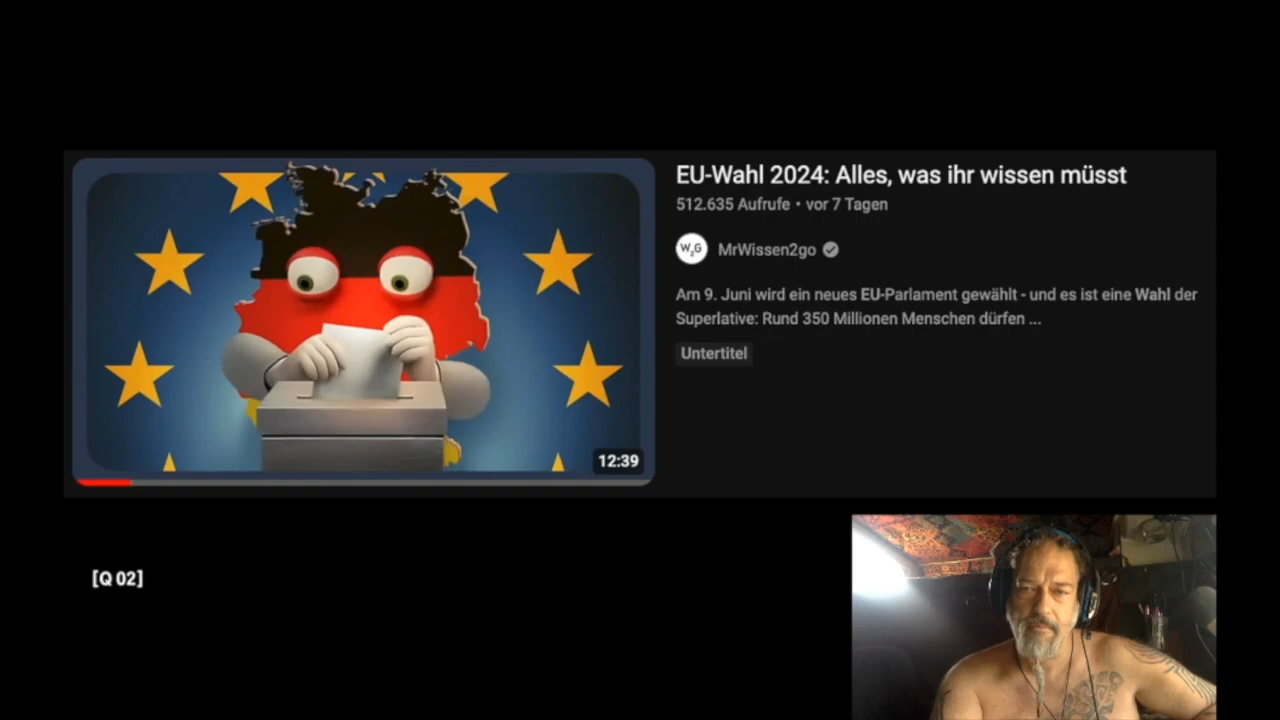 EU-Wahl 2024: Alles, was ihr wissen müsst
512.635 Aufrufe • vor 7 Tagen
W2G MrWissen2go
Am 9. Juni wird ein neues EU-Parlament gewählt - und es ist eine Wahl der
Superlative: Rund 350 Millionen Menschen dürfen ...
Untertitel
12:39
[Q 02]